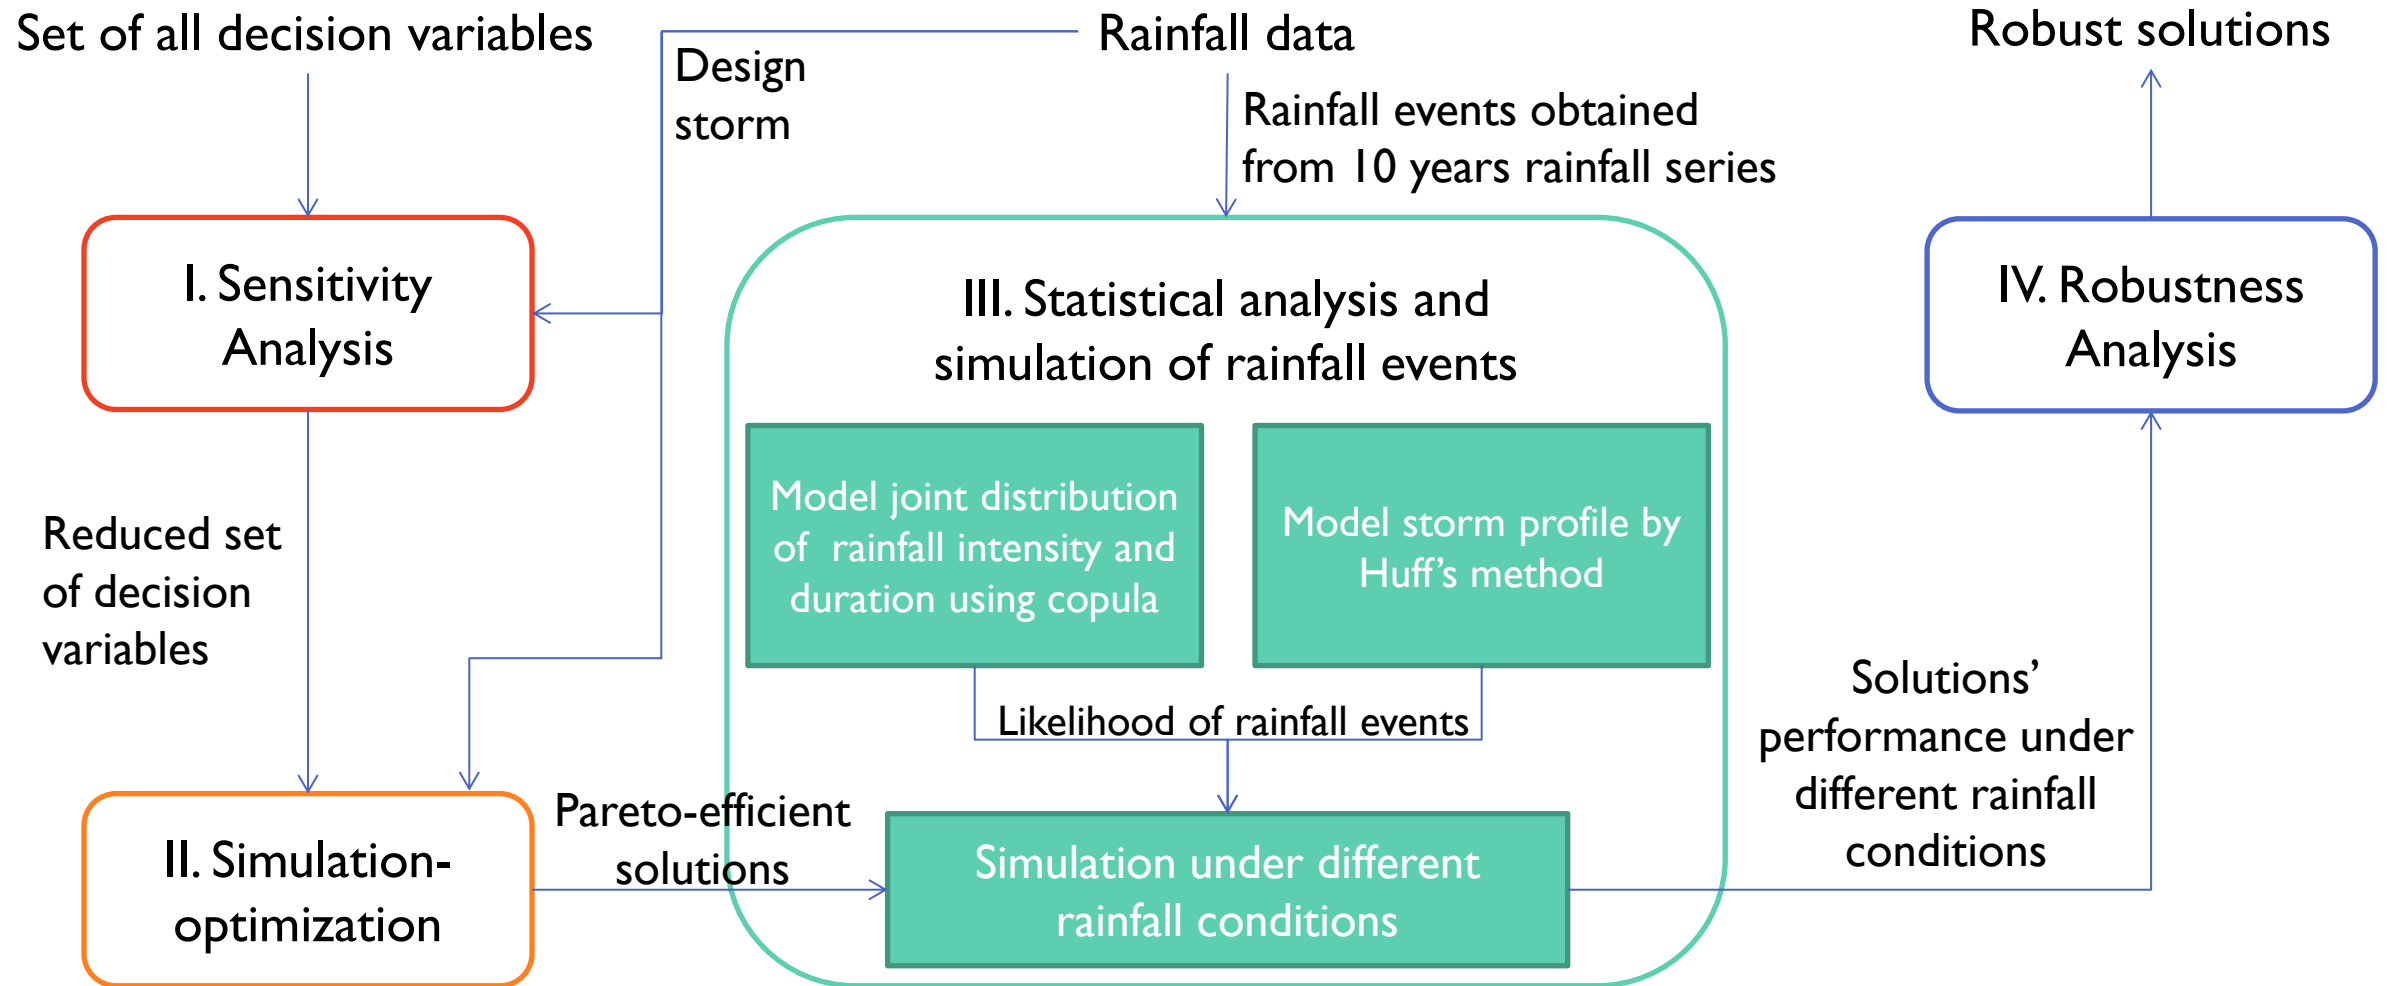 Set of all decision variables
Design
storm
Rainfall data
Rainfall events obtained
from 10 years rainfall series
Robust solutions
I. Sensitivity
Analysis
III. Statistical analysis and
simulation of rainfall events
IV. Robustness
Analysis
Model joint distribution
of rainfall intensity and
duration using copula
Model storm profile by
Huff’s method
Reduced set
of decision
variables
Likelihood of rainfall events
Solutions’
performance under
different rainfall
conditions
II. Simulation-
optimization
Pareto-efficient
solutions
Simulation under different
rainfall conditions